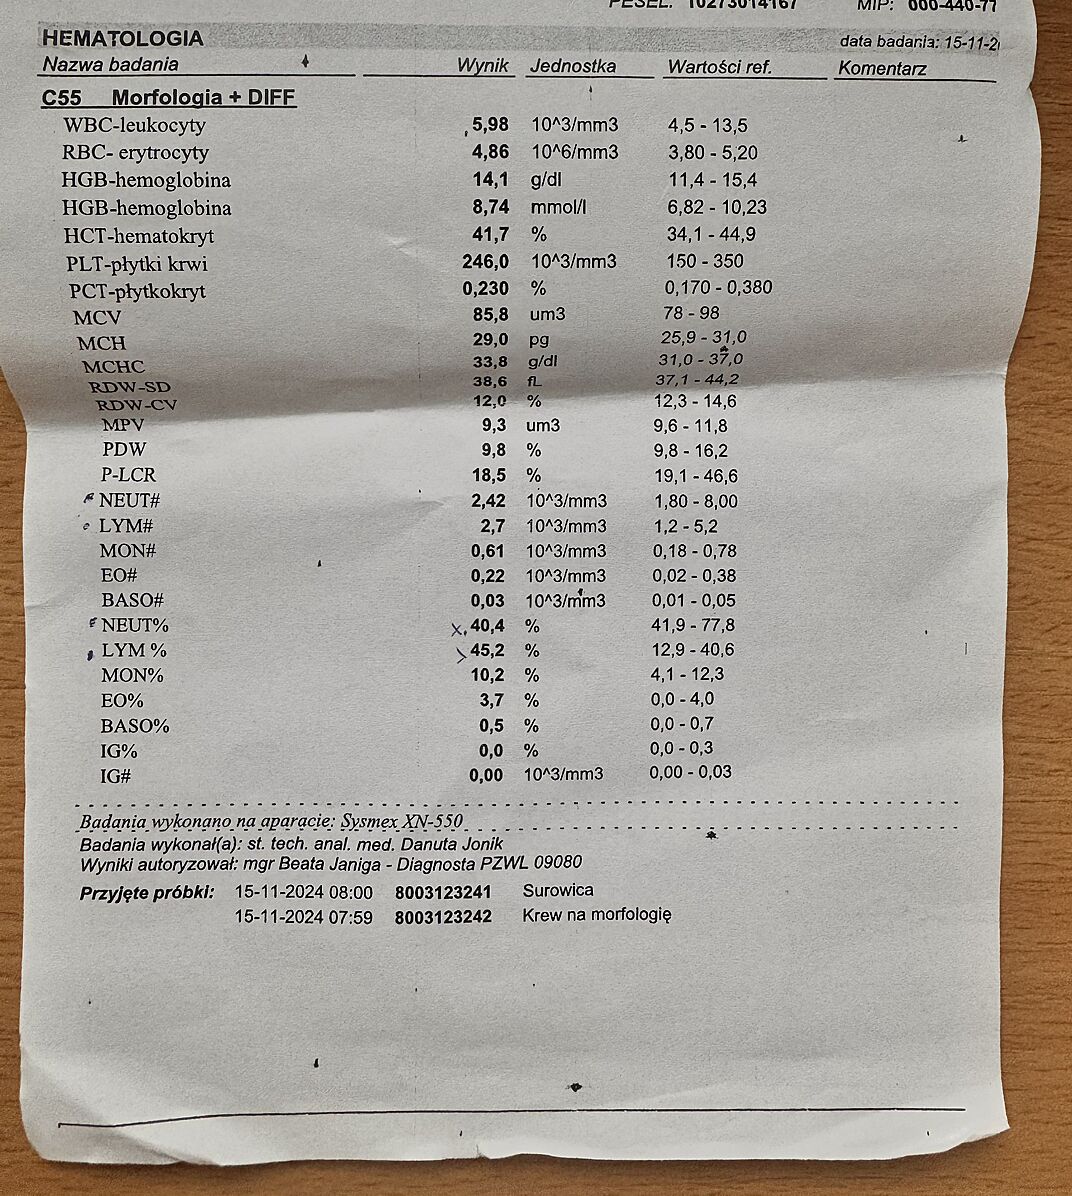 PESEL: 10273014167 MIP: 000-440-77
HEMATOLOGIA data badania: 15-11-2
Nazwa badania Wynik Jednostka Wartości ref. Komentarz
C55 Morfologia + DIFF
WBC-leukocyty 5,98 10^3/mm3 4,5 - 13,5
RBC- erytrocyty 4,86 10^6/mm3 3,80 - 5,20
HGB-hemoglobina 14,1 g/dl 11,4 - 15,4
HGB-hemoglobina 8,74 mmol/l 6,82 - 10,23
HCT-hematokryt 41,7 % 34,1 - 44,9
PLT-płytki krwi 246,0 10^3/mm3 150 - 350
PCT-płytkokryt 0,230 % 0,170 - 0,380
MCV 85,8 um3 78 - 98
MCH 29,0 pg 25,9 - 31,0
MCHC 33,8 g/dl 31,0 - 37,0
RDW-SD 38,6 fL 37,1 - 44,2
RDW-CV 12,0 % 12,3 - 14,6
MPV 9,3 um3 9,6 - 11,8
PDW 9,8 % 9,8 - 16,2
P-LCR 18,5 % 19,1 - 46,6
NEUT# 2,42 10^3/mm3 1,80 - 8,00
LYM# 2,7 10^3/mm3 1,2 - 5,2
MON# 0,61 10^3/mm3 0,18 - 0,78
EO# 0,22 10^3/mm3 0,02 - 0,38
BASO# 0,03 10^3/mm3 0,01 - 0,05
NEUT% 40,4 % 41,9 - 77,8
LYM % 45,2 % 12,9 - 40,6
MON% 10,2 % 4,1 - 12,3
EO% 3,7 % 0,0 - 4,0
BASO% 0,5 % 0,0 - 0,7
IG% 0,0 % 0,0 - 0,3
IG# 0,00 10^3/mm3 0,00 - 0,03
Badania wykonano na aparacie: Sysmex XN-550
Badania wykonał(a): st. tech. anal. med. Danuta Jonik
Wyniki autoryzował: mgr Beata Janiga - Diagnosta PZWL 09080
Przyjęte próbki: 15-11-2024 08:00 8003123241 Surowica
15-11-2024 07:59 8003123242 Krew na morfologię